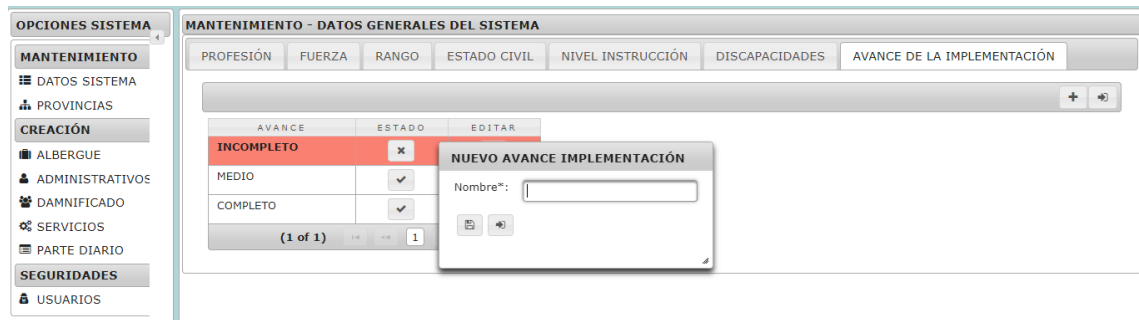 OPCIONES SISTEMA
MANTENIMIENTO
DATOS SISTEMA
PROVINCIAS
CREACIÓN
ALBERGUE
ADMINISTRATIVOS
DAMNIFICADO
SERVICIOS
PARTE DIARIO
SEGURIDADES
USUARIOS
MANTENIMIENTO - DATOS GENERALES DEL SISTEMA
PROFESIÓN FUERZA RANGO ESTADO CIVIL NIVEL INSTRUCCIÓN DISCAPACIDADES AVANCE DE LA IMPLEMENTACIÓN
AVANCE ESTADO EDITAR
INCOMPLETO
MEDIO
COMPLETO
(1 of 1) 1
NUEVO AVANCE IMPLEMENTACIÓN
Nombre*: